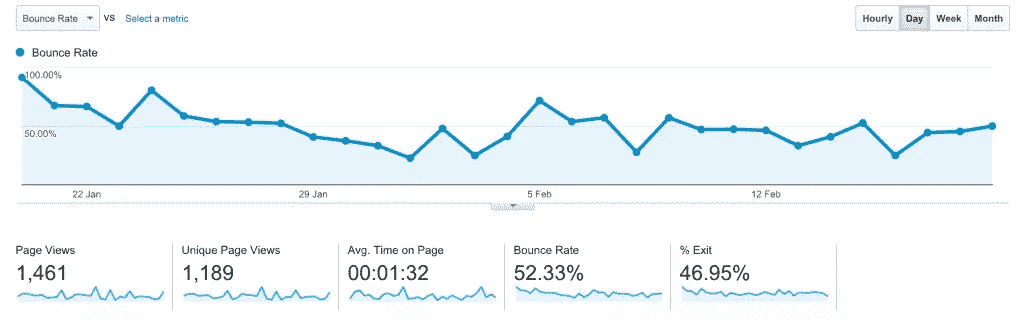 Bounce Rate VS Select a metric Hourly Day Week Month
Bounce Rate
100.00%
50.00%
22 Jan 29 Jan 5 Feb 12 Feb
Page Views Unique Page Views Avg. Time on Page Bounce Rate % Exit
1,461 1,189 00:01:32 52.33% 46.95%